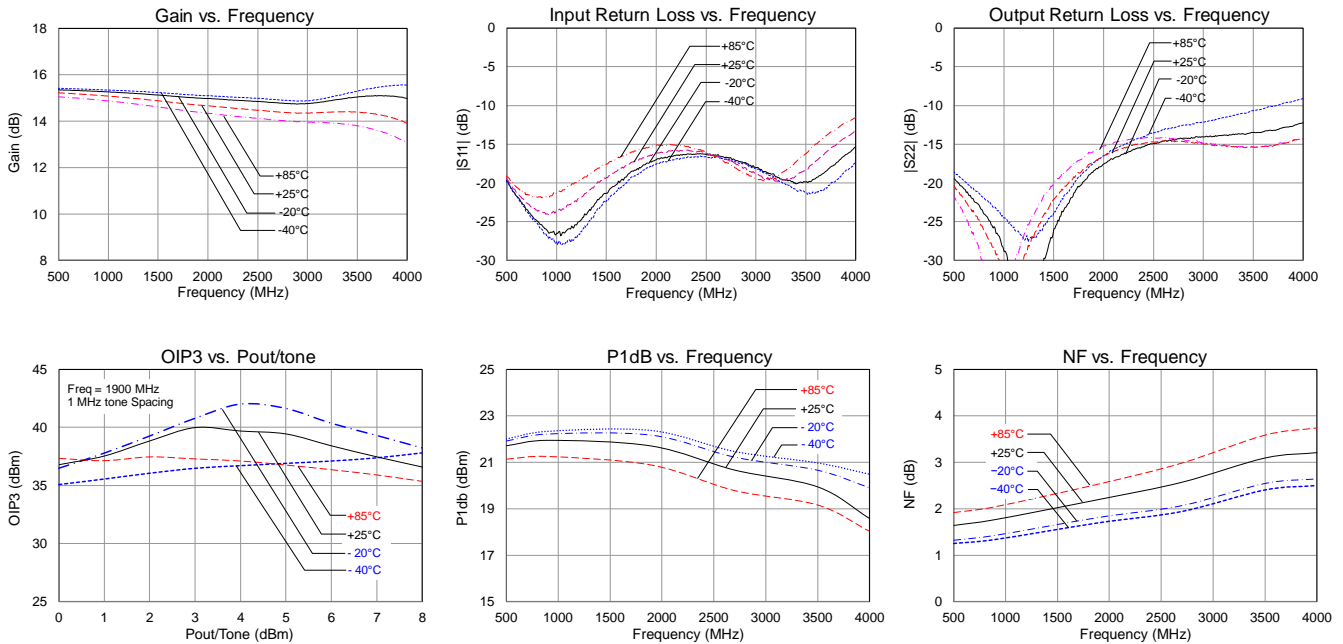 Gain vs. Frequency
18
16
14
12
10
8
Gain (dB)
+85°C
+25°C
-20°C
-40°C
500 1000 1500 2000 2500 3000 3500 4000
Frequency (MHz)
Input Return Loss vs. Frequency
0
-5
-10
-15
-20
-25
-30
|S11| (dB)
+85°C
+25°C
-20°C
-40°C
500 1000 1500 2000 2500 3000 3500 4000
Frequency (MHz)
Output Return Loss vs. Frequency
0
-5
-10
-15
-20
-25
-30
|S22| (dB)
+85°C
+25°C
-20°C
-40°C
500 1000 1500 2000 2500 3000 3500 4000
Frequency (MHz)
OIP3 vs. Pout/tone
45
40
35
30
25
OIP3 (dBm)
Freq = 1900 MHz
1 MHz tone Spacing
+85°C
+25°C
- 20°C
- 40°C
0 1 2 3 4 5 6 7 8
Pout/Tone (dBm)
P1dB vs. Frequency
25
23
21
19
17
15
P1db (dBm)
+85°C
+25°C
- 20°C
- 40°C
500 1000 1500 2000 2500 3000 3500 4000
Frequency (MHz)
NF vs. Frequency
5
4
3
2
1
0
NF (dB)
+85°C
+25°C
−20°C
−40°C
500 1000 1500 2000 2500 3000 3500 4000
Frequency (MHz)